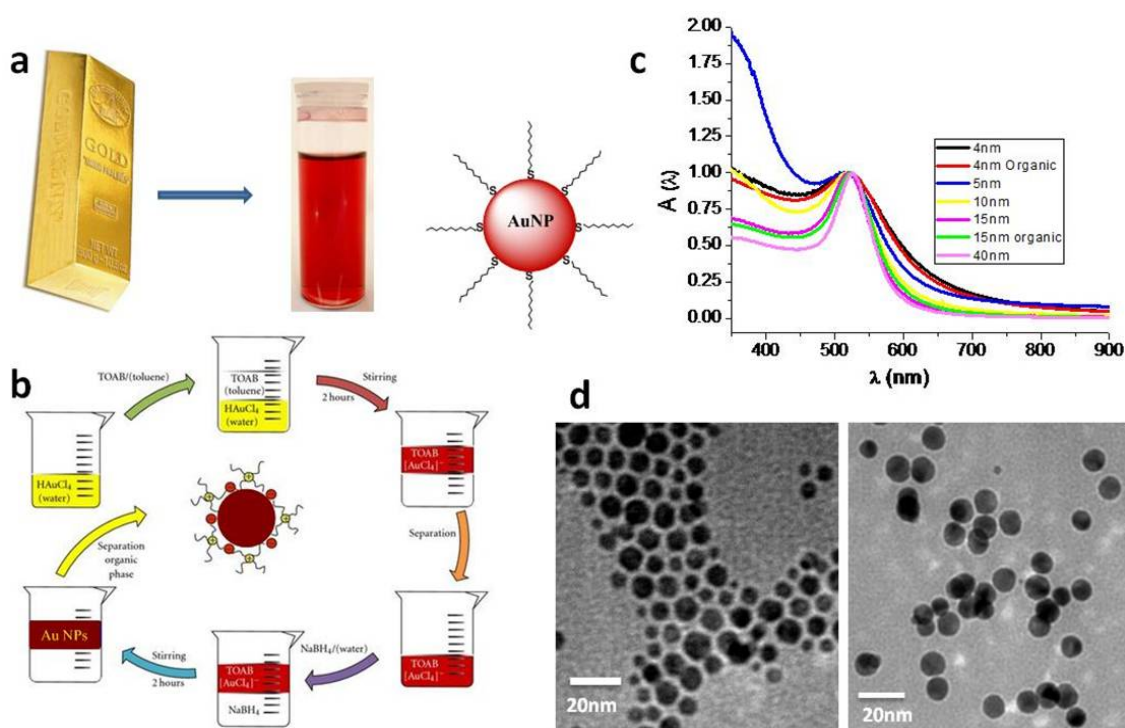 a
GOLD
AuNP
S
S
S
S
S
S
S
S
c
2.00
1.75
1.50
1.25
1.00
0.75
0.50
0.25
0.00
A (λ)
400
500
600
700
800
900
λ (nm)
4nm
4nm Organic
5nm
10nm
15nm
15nm organic
40nm
b
TOAB/(toluene)
TOAB
(toluene)
HAuCl4
(water)
Stirring
2 hours
HAuCl4
(water)
TOAB
[AuCl4]⁻
Separation
organic
phase
Separation
Au NPs
Stirring
2 hours
TOAB
[AuCl4]⁻
NaBH4
NaBH4/(water)
TOAB
[AuCl4]⁻
d
20nm
20nm